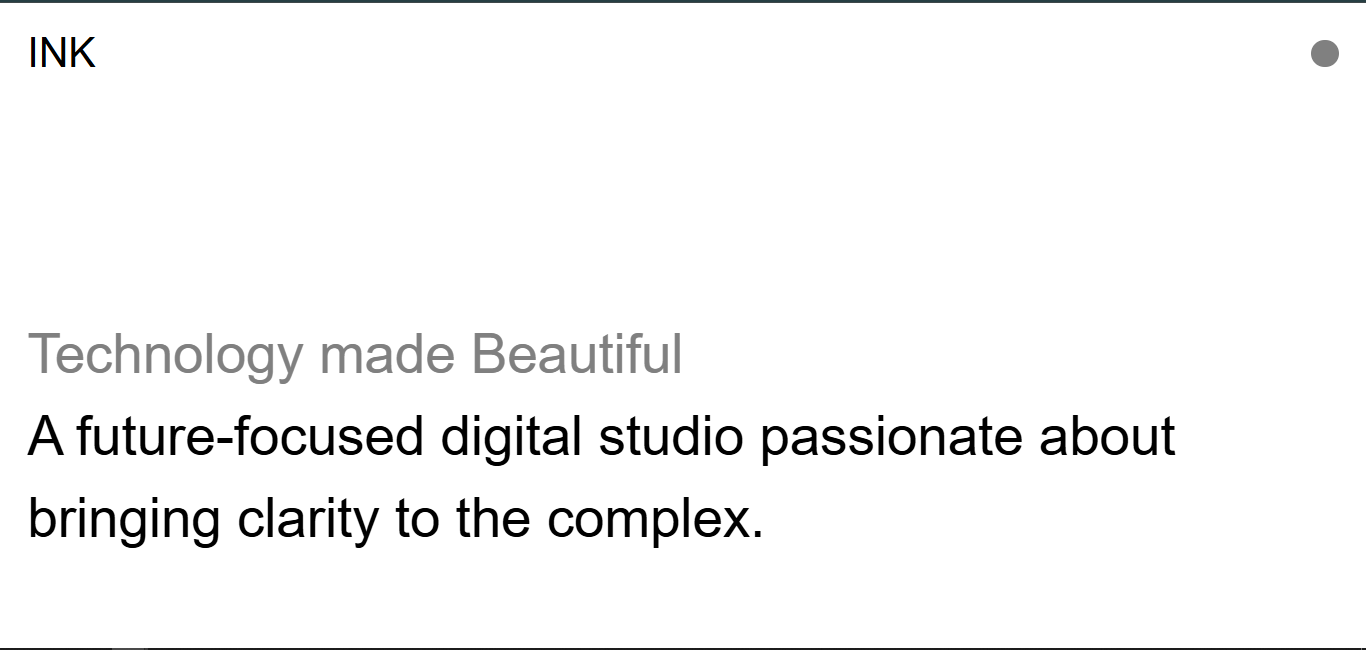 INK
Technology made Beautiful
A future-focused digital studio passionate about
bringing clarity to the complex.